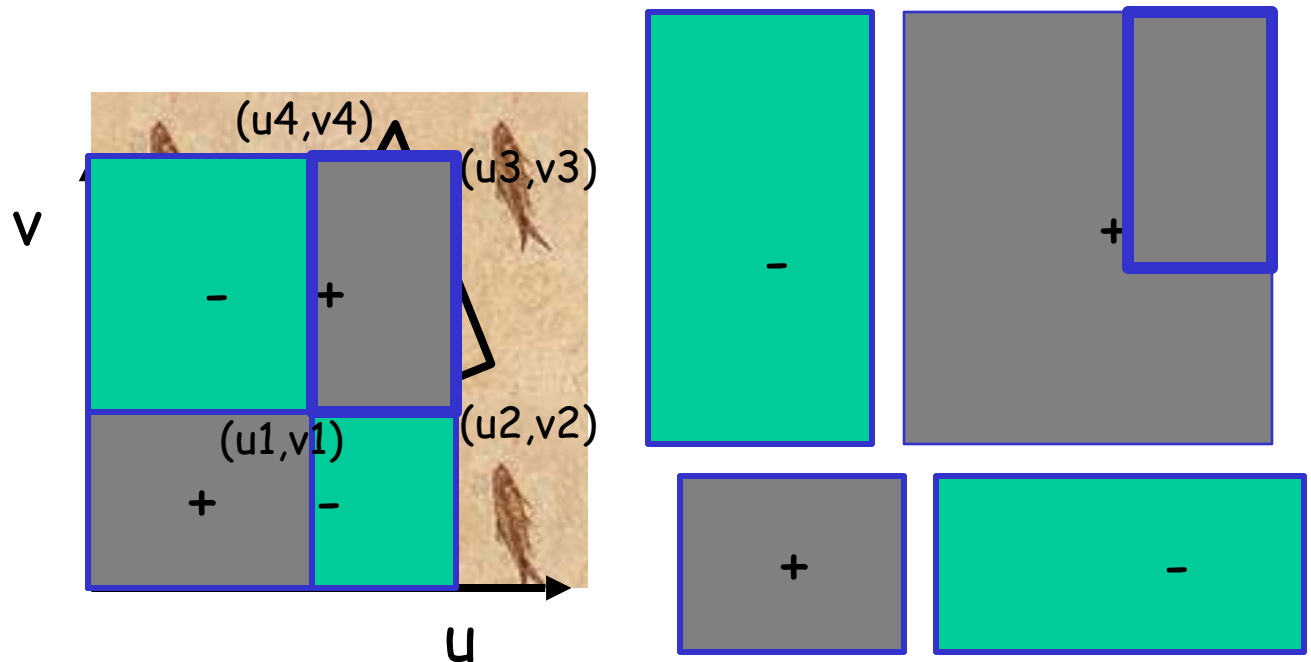 (u4,v4)
(u3,v3)
v
-
+
(u1,v1)
(u2,v2)
+
-
u
-
+
+
-